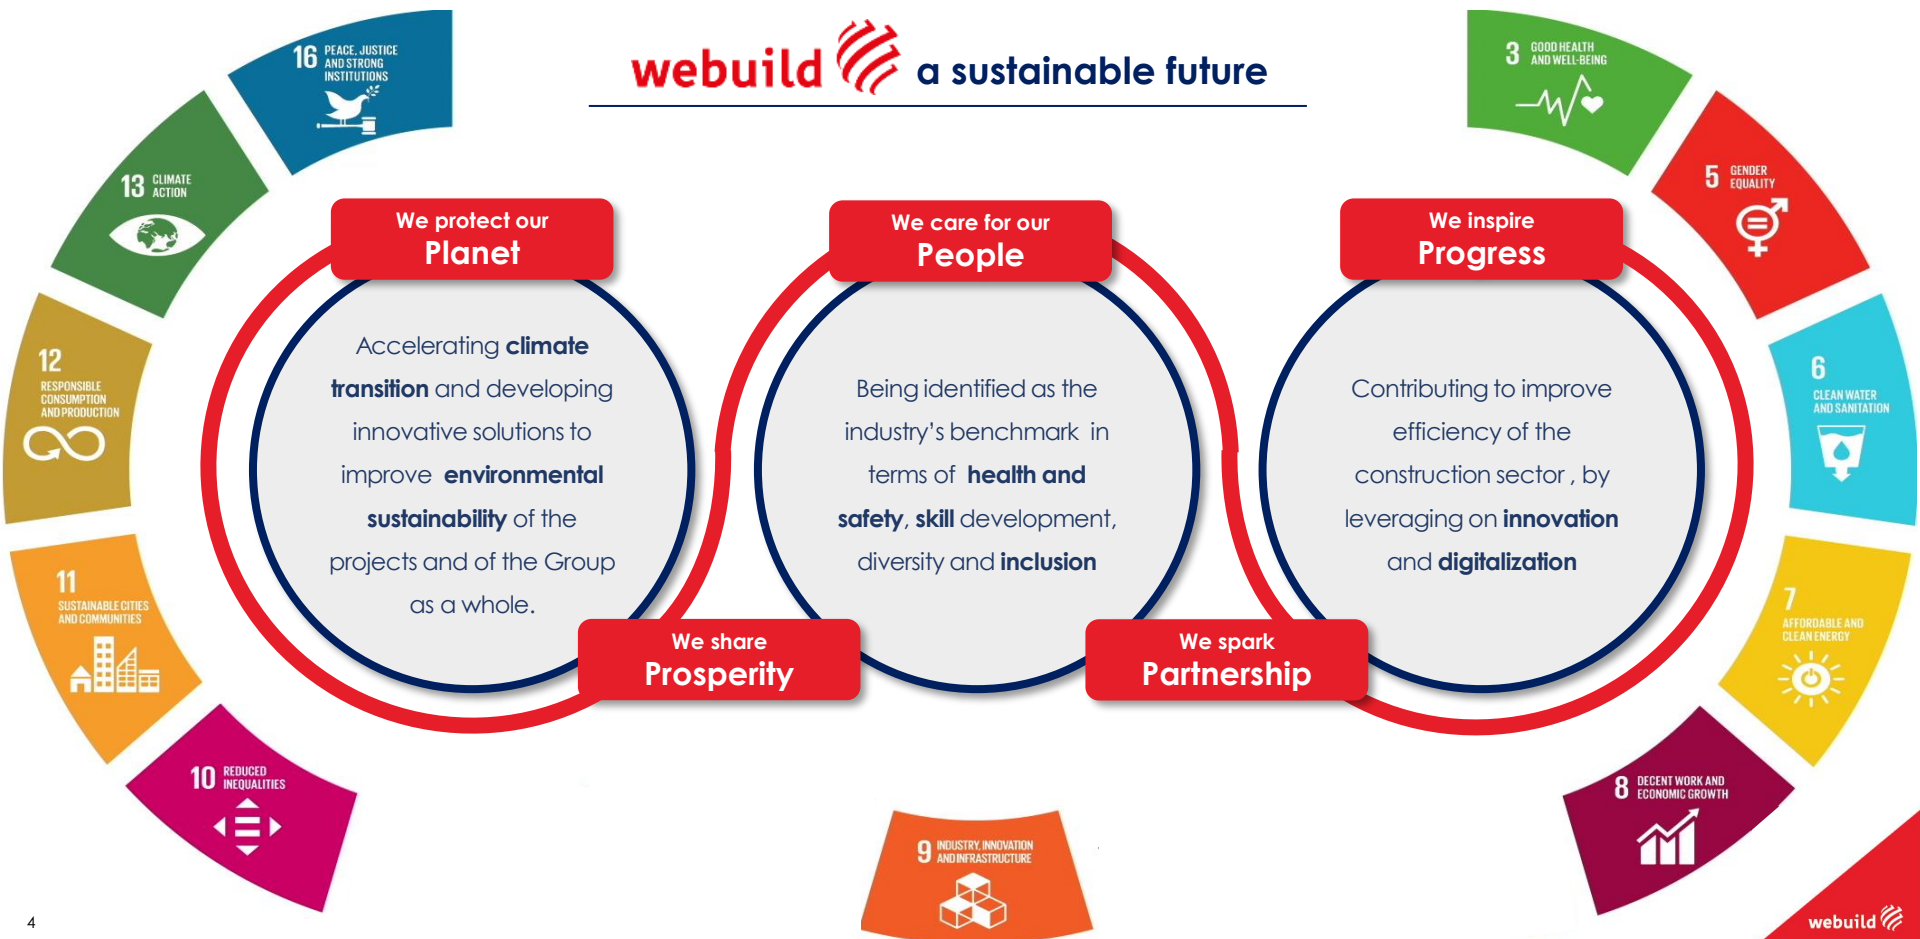 webuild a sustainable future
16 PEACE, JUSTICE
AND STRONG
INSTITUTIONS
13 CLIMATE
ACTION
12
RESPONSIBLE
CONSUMPTION
AND PRODUCTION
11
SUSTAINABLE CITIES
AND COMMUNITIES
10 REDUCED
INEQUALITIES
We protect our
Planet
Accelerating climate
transition and developing
innovative solutions to
improve environmental
sustainability of the
projects and of the Group
as a whole.
We share
Prosperity
We care for our
People
Being identified as the
industry's benchmark in
terms of health and
safety, skill development,
diversity and inclusion
We spark
Partnership
We inspire
Progress
Contributing to improve
efficiency of the
construction sector , by
leveraging on innovation
and digitalization
3 GOOD HEALTH
AND WELL-BEING
5 GENDER
EQUALITY
6
CLEAN WATER
AND SANITATION
7
AFFORDABLE AND
CLEAN ENERGY
8 DECENT WORK AND
ECONOMIC GROWTH
9 INDUSTRY, INNOVATION
AND INFRASTRUCTURE
4
webuild